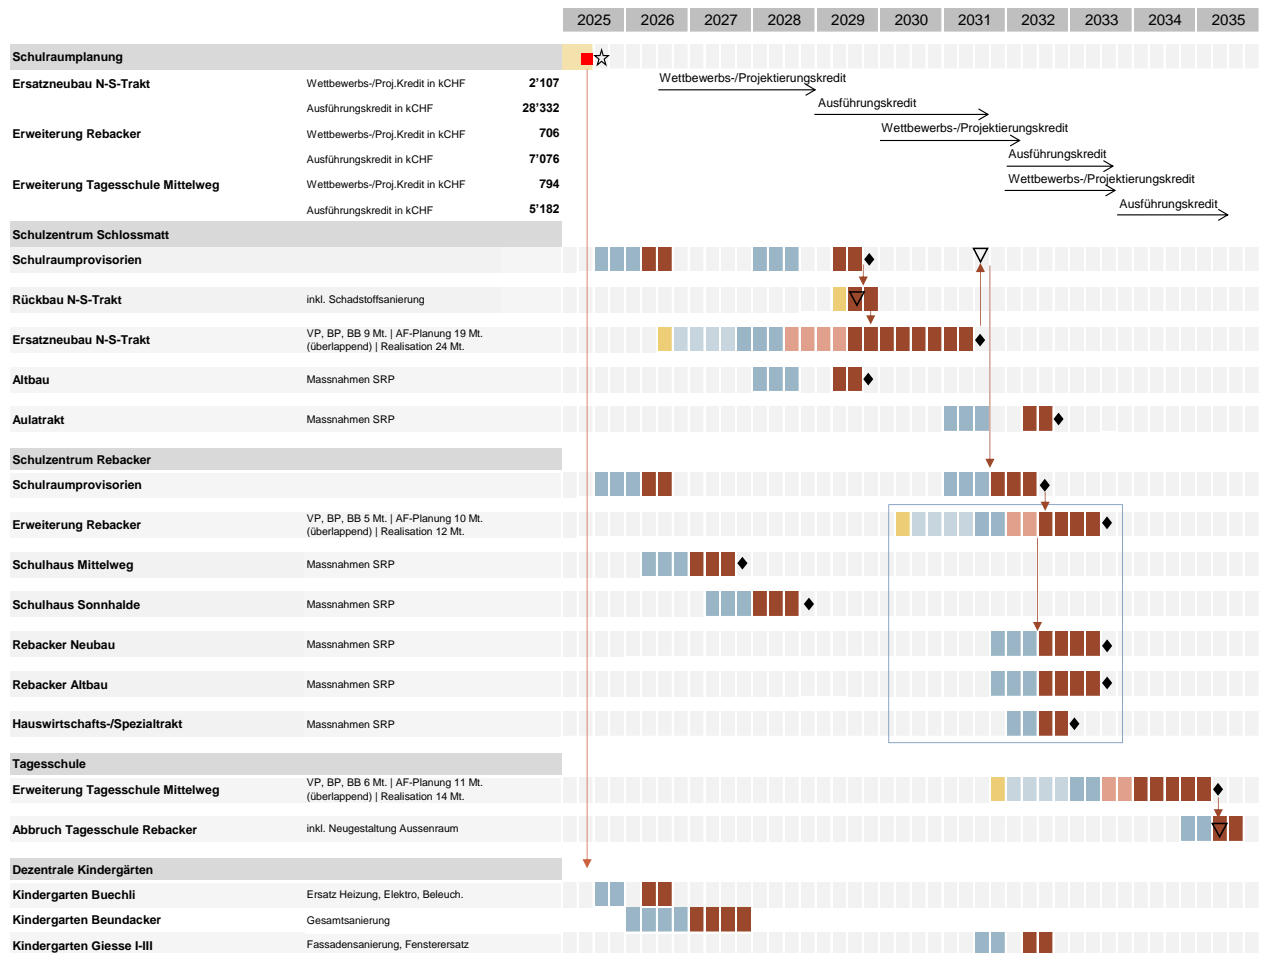 2025 2026 2027 2028 2029 2030 2031 2032 2033 2034 2035
Schulraumplanung
Ersatzneubau N-S-Trakt Wettbewerbs-/Proj.Kredit in kCHF 2'107 Wettbewerbs-/Projektierungskredit
Ausführungskredit in kCHF 28'332 Ausführungskredit
Erweiterung Rebacker Wettbewerbs-/Proj.Kredit in kCHF 706 Wettbewerbs-/Projektierungskredit
Ausführungskredit in kCHF 7'076 Ausführungskredit
Erweiterung Tagesschule Mittelweg Wettbewerbs-/Proj.Kredit in kCHF 794 Wettbewerbs-/Projektierungskredit
Ausführungskredit in kCHF 5'182 Ausführungskredit
Schulzentrum Schlossmatt
Schulraumprovisorien
Rückbau N-S-Trakt inkl. Schadstoffsanierung
Ersatzneubau N-S-Trakt VP, BP, BB 9 Mt. | AF-Planung 19 Mt.
(überlappend) | Realisation 24 Mt.
Altbau Massnahmen SRP
Aulatrakt Massnahmen SRP
Schulzentrum Rebacker
Schulraumprovisorien
Erweiterung Rebacker VP, BP, BB 5 Mt. | AF-Planung 10 Mt.
(überlappend) | Realisation 12 Mt.
Schulhaus Mittelweg Massnahmen SRP
Schulhaus Sonnhalde Massnahmen SRP
Rebacker Neubau Massnahmen SRP
Rebacker Altbau Massnahmen SRP
Hauswirtschafts-/Spezialtrakt Massnahmen SRP
Tagesschule
Erweiterung Tagesschule Mittelweg VP, BP, BB 6 Mt. | AF-Planung 11 Mt.
(überlappend) | Realisation 14 Mt.
Abbruch Tagesschule Rebacker inkl. Neugestaltung Aussenraum
Dezentrale Kindergärten
Kindergarten Buechli Ersatz Heizung, Elektro, Beleuch.
Kindergarten Beundacker Gesamtsanierung
Kindergarten Giesse I-III Fassadensanierung, Fensterersatz